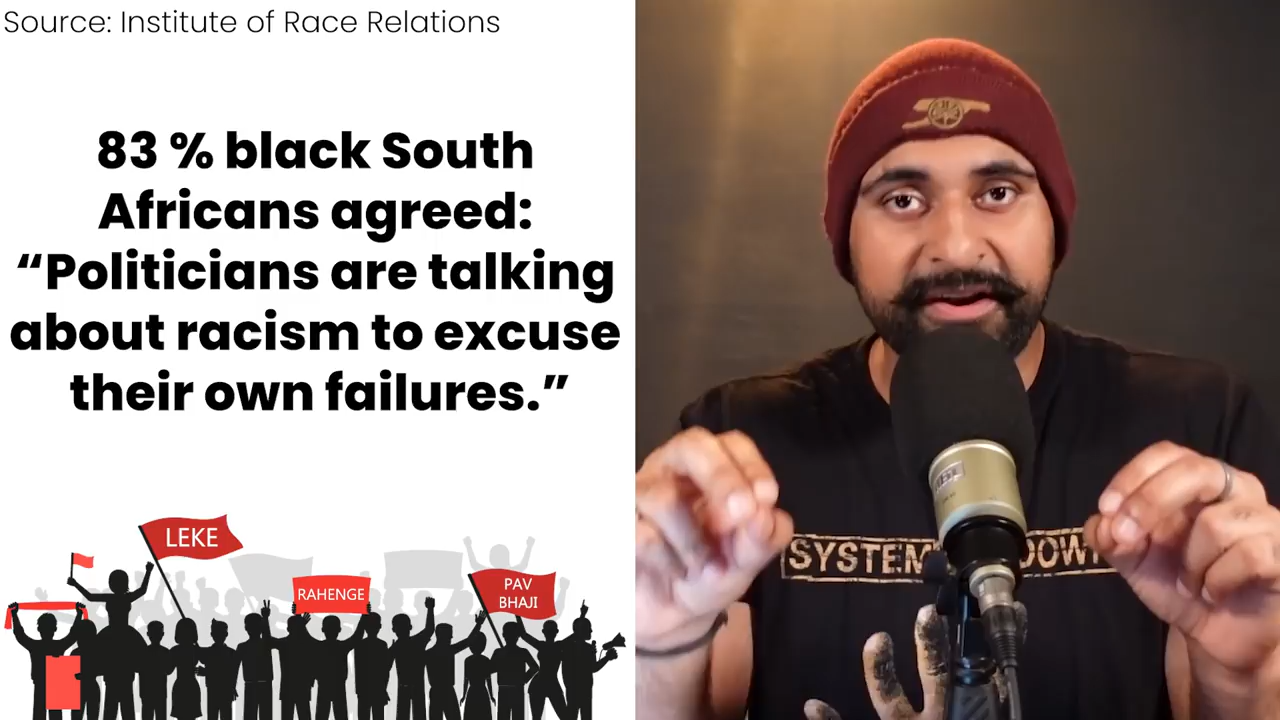 Source: Institute of Race Relations
83 % black South
Africans agreed:
“Politicians are talking
about racism to excuse
their own failures.”
LEKE
RAHENGE
PAV
BHAJI
SYSTEM DOWN